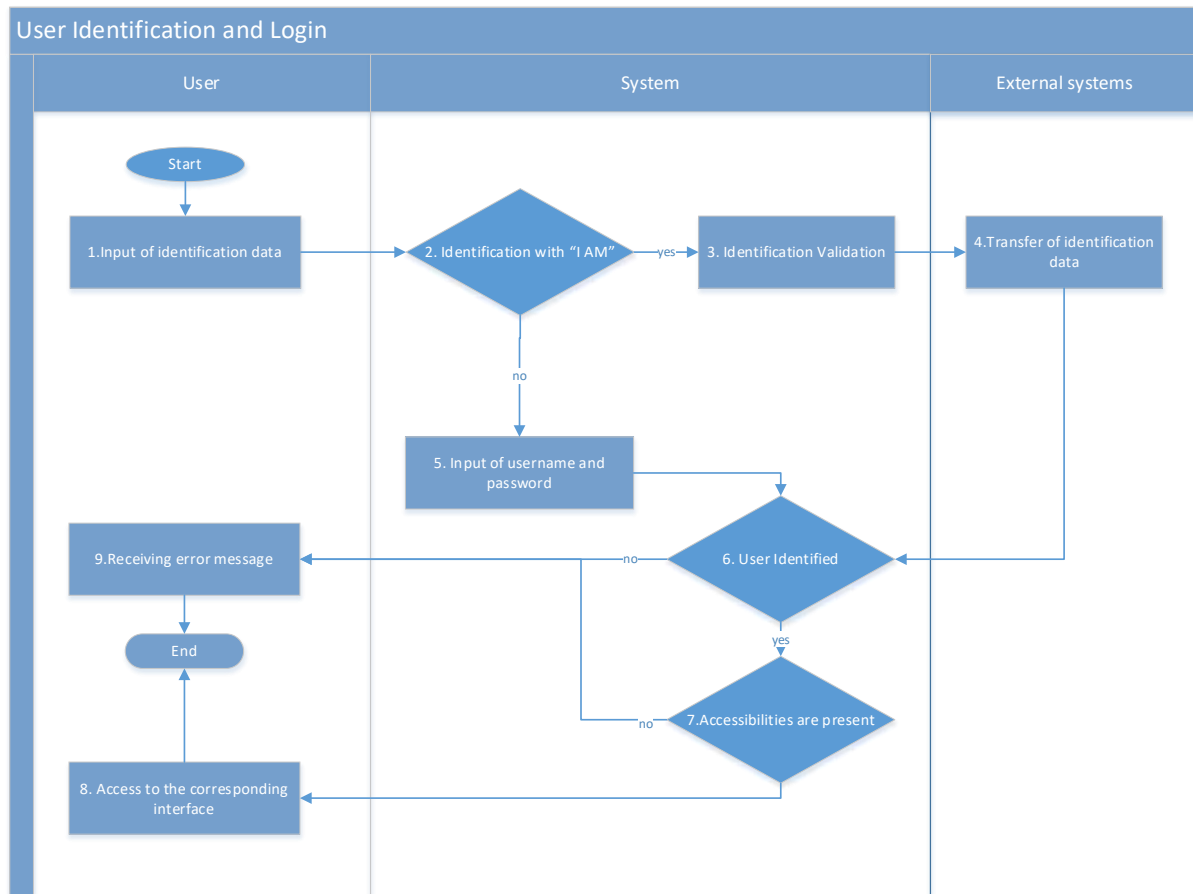 User Identification and Login
User
System
External systems
Start
1.Input of identification data
2. Identification with “I AM”
yes
3. Identification Validation
4.Transfer of identification
data
no
5. Input of username and
password
9.Receiving error message
no
6. User Identified
yes
End
7.Accessibilities are present
no
8. Access to the corresponding
interface